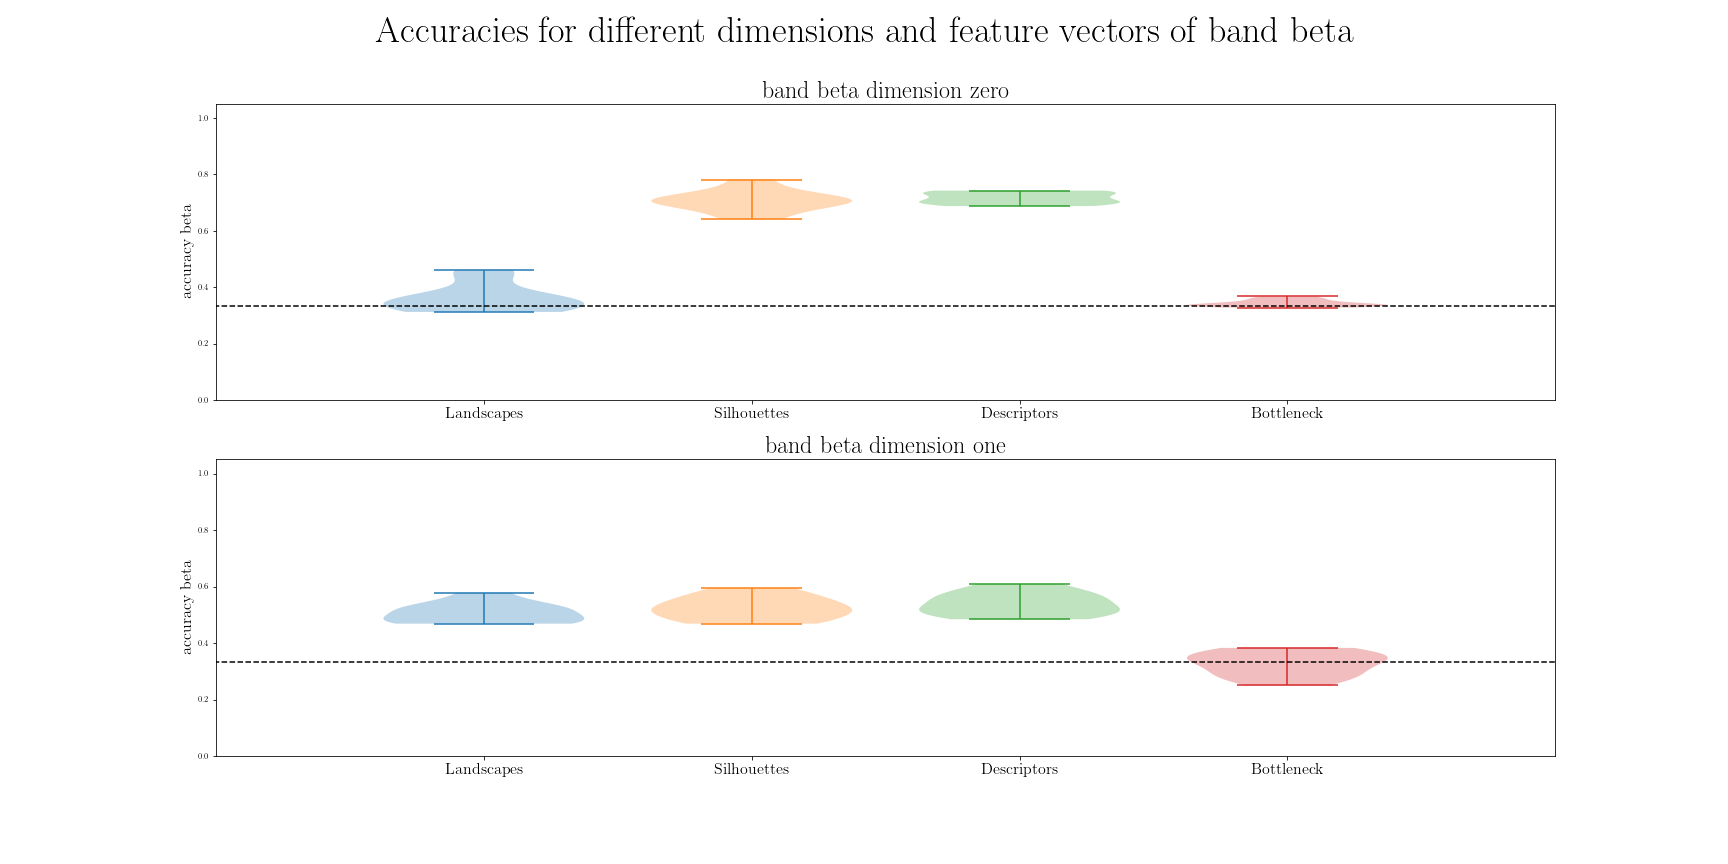 Accuracies for different dimensions and feature vectors of band beta
band beta dimension zero
accuracy beta
1.0
0.8
0.6
0.4
0.2
0.0
Landscapes Silhouettes Descriptors Bottleneck
band beta dimension one
accuracy beta
1.0
0.8
0.6
0.4
0.2
0.0
Landscapes Silhouettes Descriptors Bottleneck